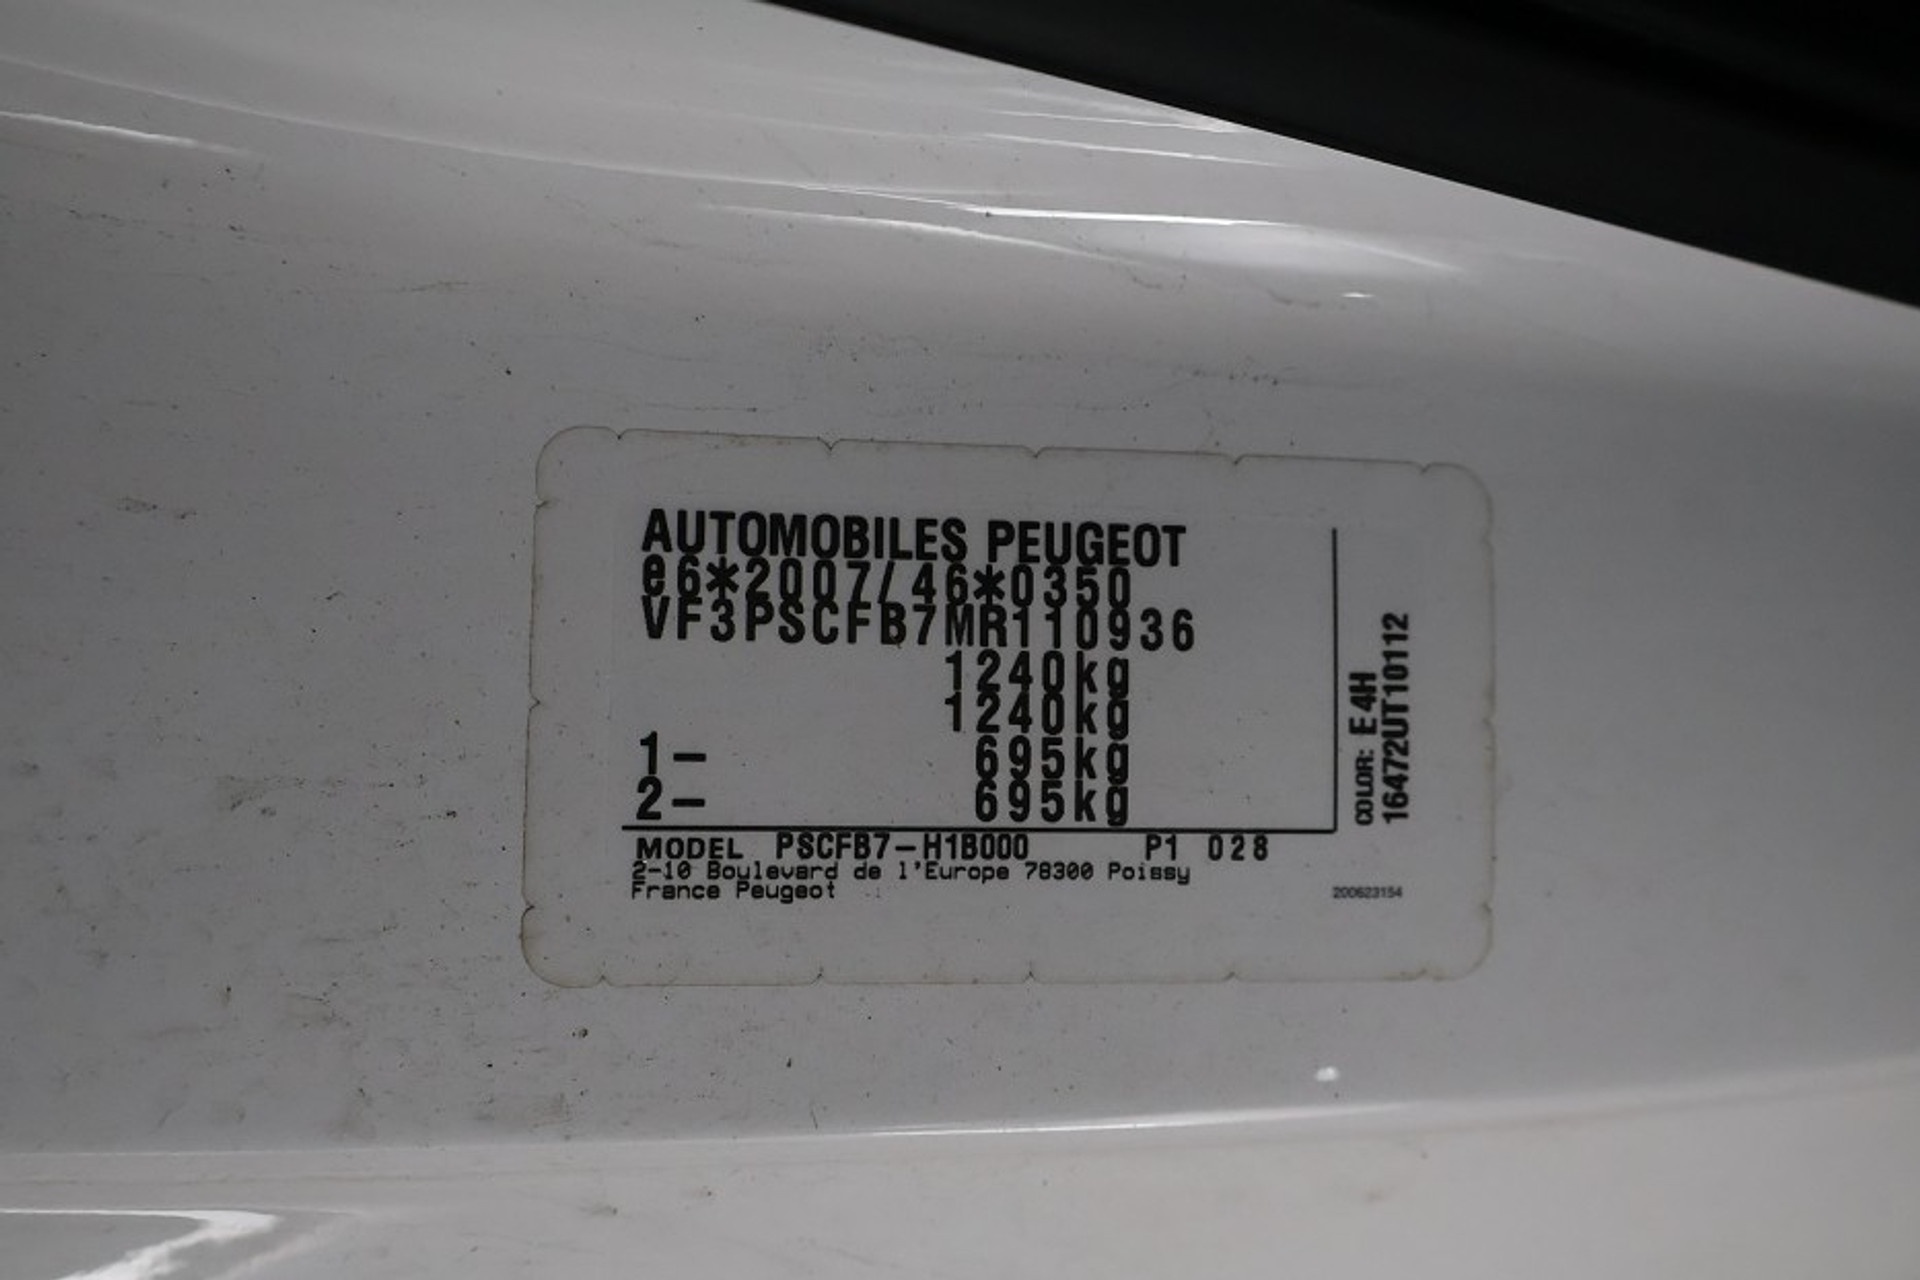 AUTOMOBILES PEUGEOT
e6*2007/46*0350
VF3PSCFB7MR110936
1240kg
1240kg
1- 695kg
2- 695kg
MODEL PSCFB7-H1B000 P1 028
2-10 Boulevard de l'Europe 78300 Poissy
France Peugeot
200623154
COLOR: E 4H
16472UT10112